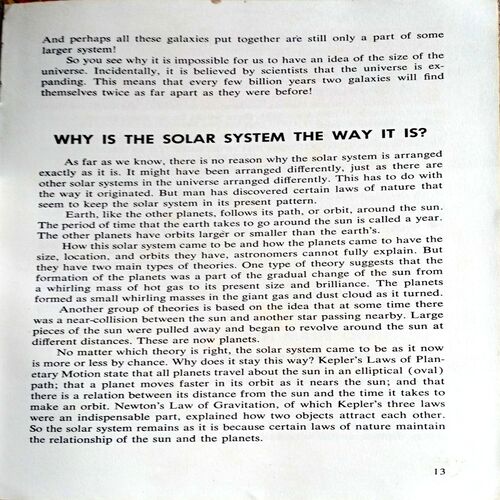 And perhaps all these galaxies put together are still only a part of some
larger system!
So you see why it is impossible for us to have an idea of the size of the
universe. Incidentally, it is believed by scientists that the universe is ex-
panding. This means that every few billion years two galaxies will find
themselves twice as far apart as they were before!
WHY IS THE SOLAR SYSTEM THE WAY IT IS?
As far as we know, there is no reason why the solar system is arranged
exactly as it is. It might have been arranged differently, just as there are
other solar systems in the universe arranged differently. This has to do with
the way it originated. But man has discovered certain laws of nature that
seem to keep the solar system in its present pattern.
Earth, like the other planets, follows its path, or orbit, around the sun.
The period of time that the earth takes to go around the sun is called a year.
The other planets have orbits larger or smaller than the earth's.
How this solar system came to be and how the planets came to have the
size, location, and orbits they have, astronomers cannot fully explain. But
they have two main types of theories. One type of theory suggests that the
formation of the planets was a part of the gradual change of the sun from
a whirling mass of hot gas to its present size and brilliance. The planets
formed as small whirling masses in the giant gas and dust cloud as it turned.
Another group of theories is based on the idea that at some time there
was a near-collision between the sun and another star passing nearby. Large
pieces of the sun were pulled away and began to revolve around the sun at
different distances. These are now planets.
No matter which theory is right, the solar system came to be as it now
is more or less by chance. Why does it stay this way? Kepler's Laws of Plan-
etary Motion state that all planets travel about the sun in an elliptical (oval)
path; that a planet moves faster in its orbit as it nears the sun; and that
there is a relation between its distance from the sun and the time it takes to
make an orbit. Newton's Law of Gravitation, of which Kepler's three laws
were an indispensable part, explained how two objects attract each other.
So the solar system remains as it is because certain laws of nature maintain
the relationship of the sun and the planets.
13